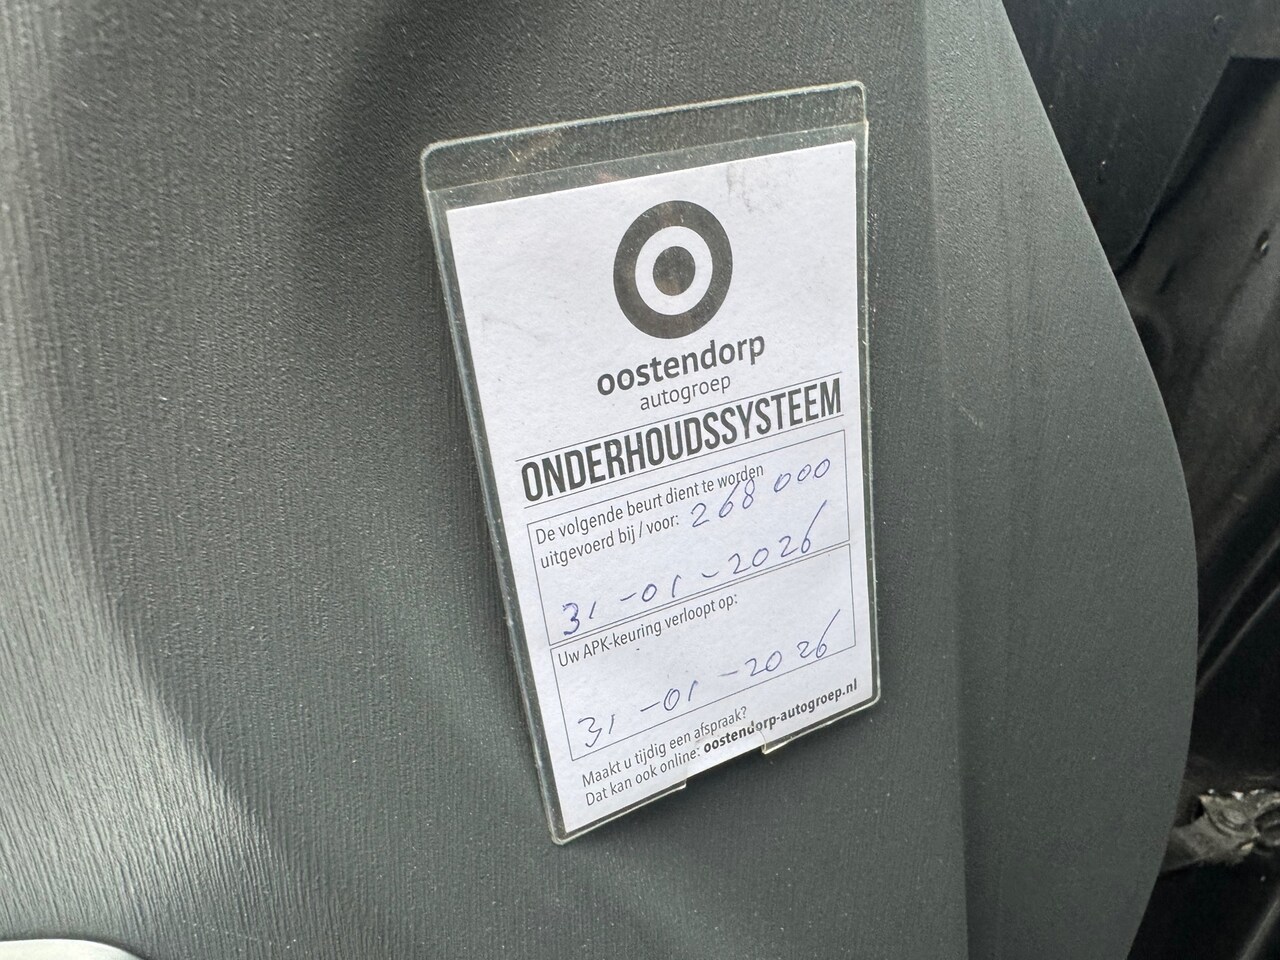 oostendorp
autogroep
ONDERHOUDSSYSTEEM
De volgende beurt dient te worden
uitgevoerd bij / voor: 268 000
31-01-2026
Uw APK-keuring verloopt op:
31-01-2026
Maakt u tijdig een afspraak?
Dat kan ook online: oostendorp-autogroep.nl